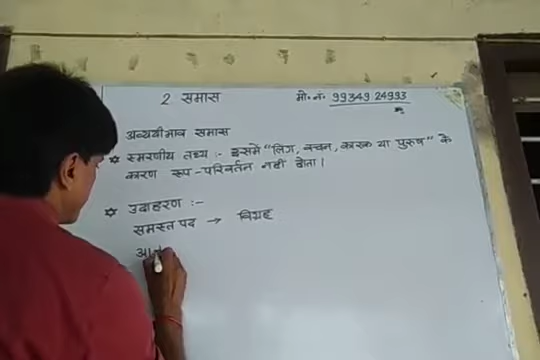 2 समास
मो॰ नं॰ 99349 24993
अव्ययीभाव समास
✡ स्मरणीय तथ्य :- इसमें "लिंग, वचन, कारक या पुरुष" के
कारण रूप-परिवर्तन नहीं होता।
✡ उदाहरण :-
समस्त पद → विग्रह